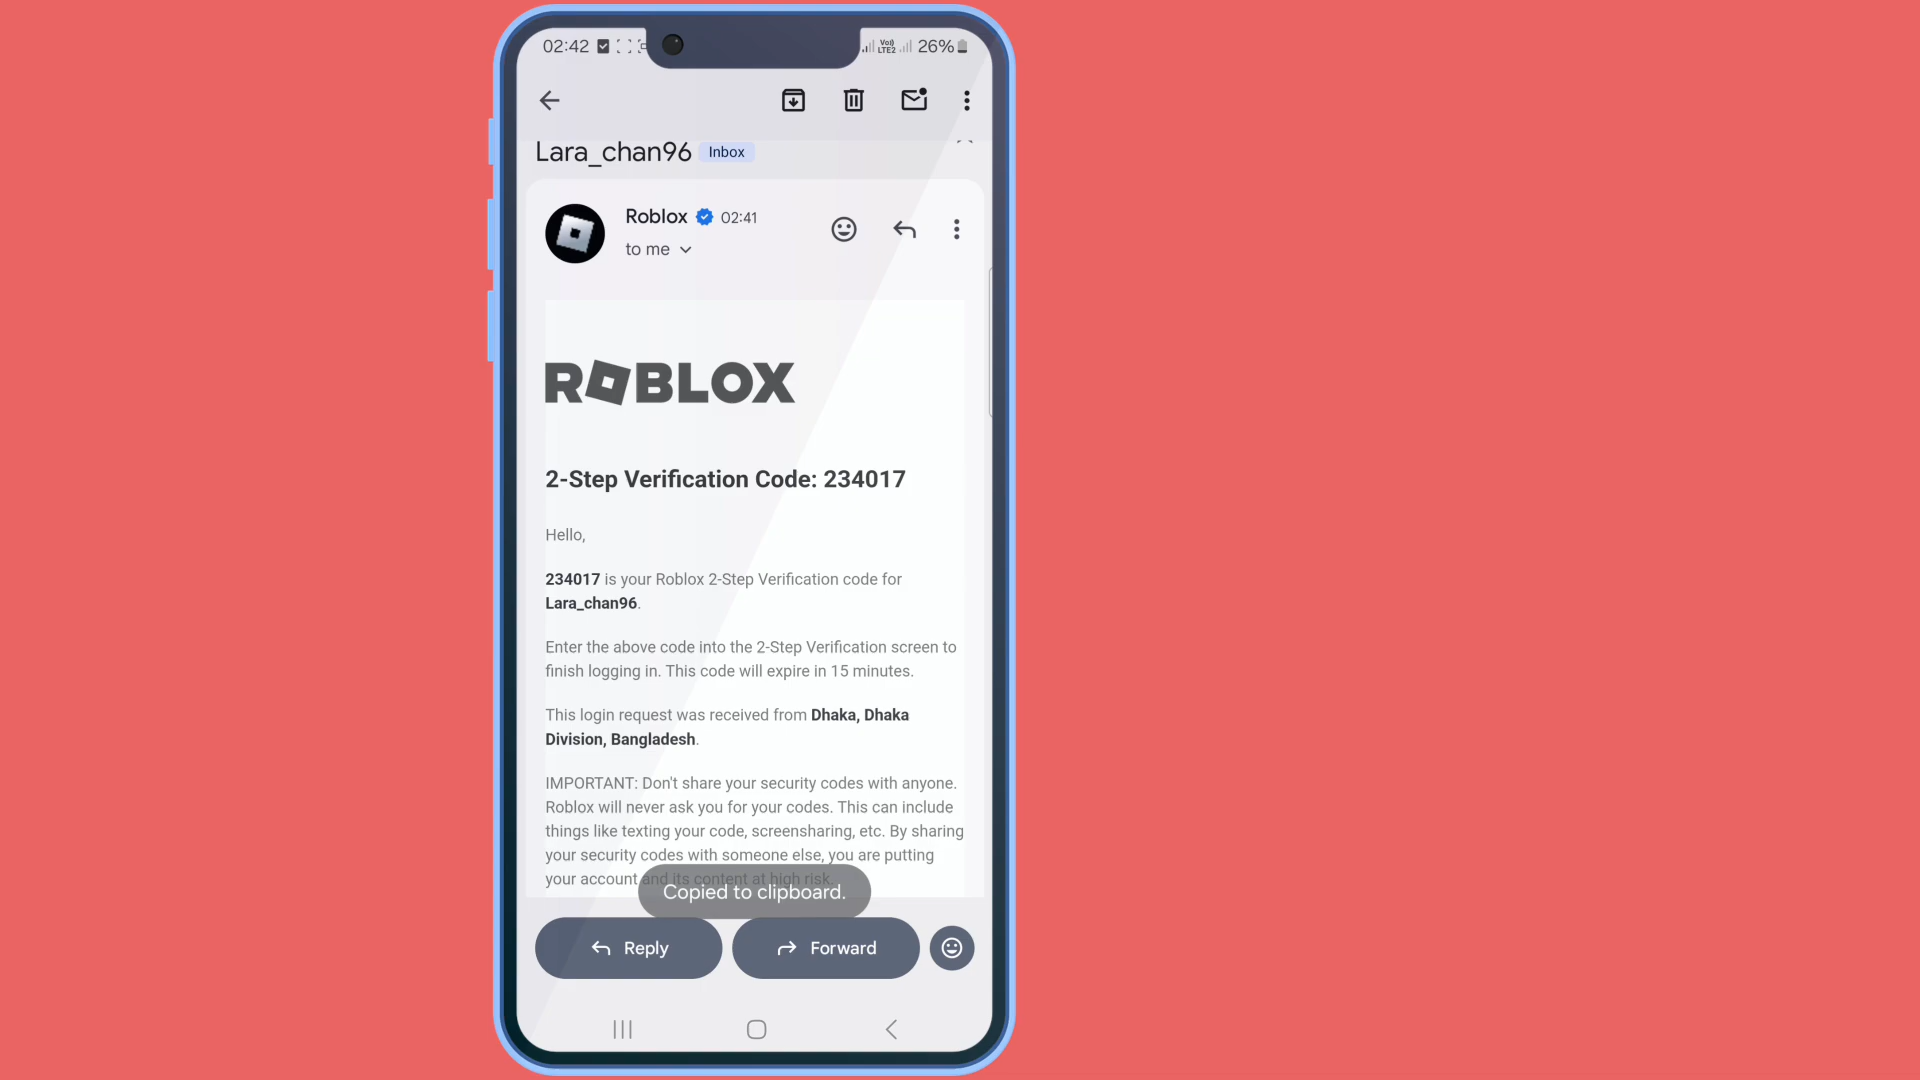 02:42
Vo)) LTE2 26%
Lara_chan96 Inbox
Roblox 02:41
to me
ROBLOX
2-Step Verification Code: 234017
Hello,
234017 is your Roblox 2-Step Verification code for
Lara_chan96.
Enter the above code into the 2-Step Verification screen to
finish logging in. This code will expire in 15 minutes.
This login request was received from Dhaka, Dhaka
Division, Bangladesh.
IMPORTANT: Don't share your security codes with anyone.
Roblox will never ask you for your codes. This can include
things like texting your code, screensharing, etc. By sharing
your security codes with someone else, you are putting
your account and its content at high risk.
Copied to clipboard.
Reply Forward